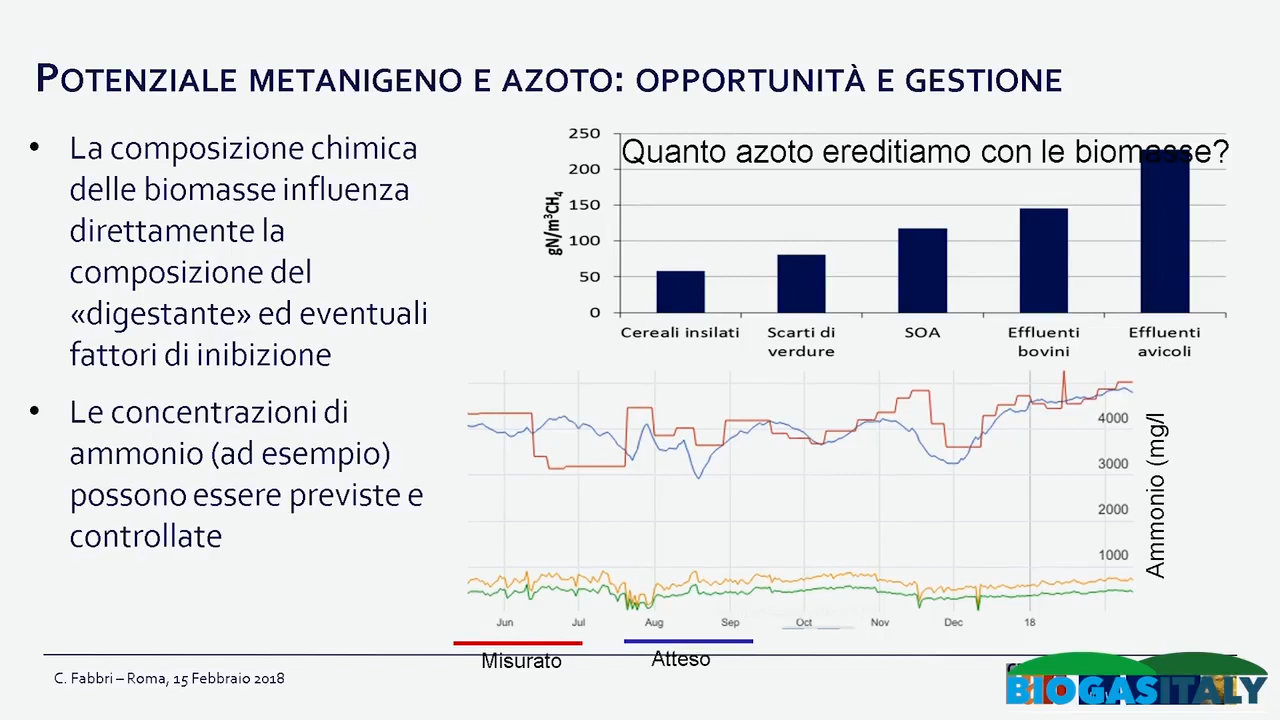 POTENZIALE METANIGENO E AZOTO: OPPORTUNITÀ E GESTIONE
• La composizione chimica
delle biomasse influenza
direttamente la
composizione del
«digestante» ed eventuali
fattori di inibizione
• Le concentrazioni di
ammonio (ad esempio)
possono essere previste e
controllate
Quanto azoto ereditiamo con le biomasse?
gN/m³CH₄
250
200
150
100
50
0
Cereali insilati
Scarti di
verdure
SOA
Effluenti
bovini
Effluenti
avicoli
4000
3000
2000
1000
Ammonio (mg/l
Jun Jul Aug Sep Oct Nov Dec 18
Misurato
Atteso
C. Fabbri – Roma, 15 Febbraio 2018
BIOGASITALY